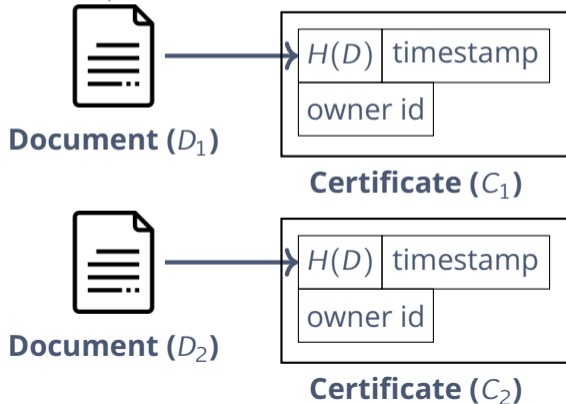 H(D) timestamp
owner id
Document (D₁)
Certificate (C₁)
H(D) timestamp
owner id
Document (D₂)
Certificate (C₂)